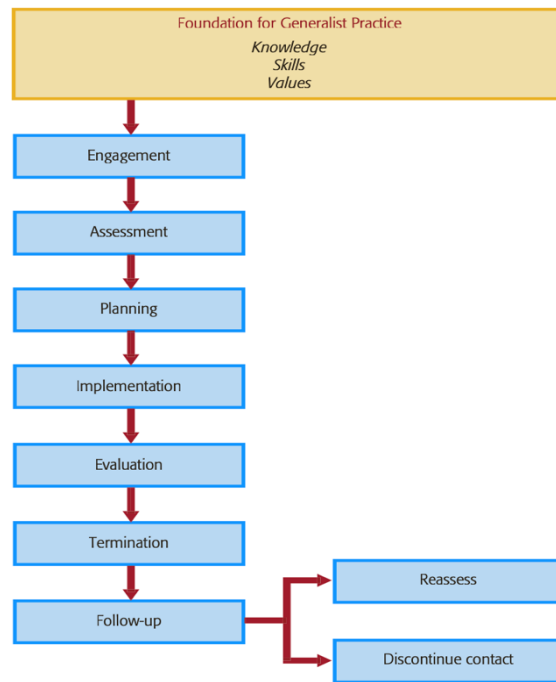 Foundation for Generalist Practice
Knowledge
Skills
Values
Engagement
Assessment
Planning
Implementation
Evaluation
Termination
Follow-up
Reassess
Discontinue contact